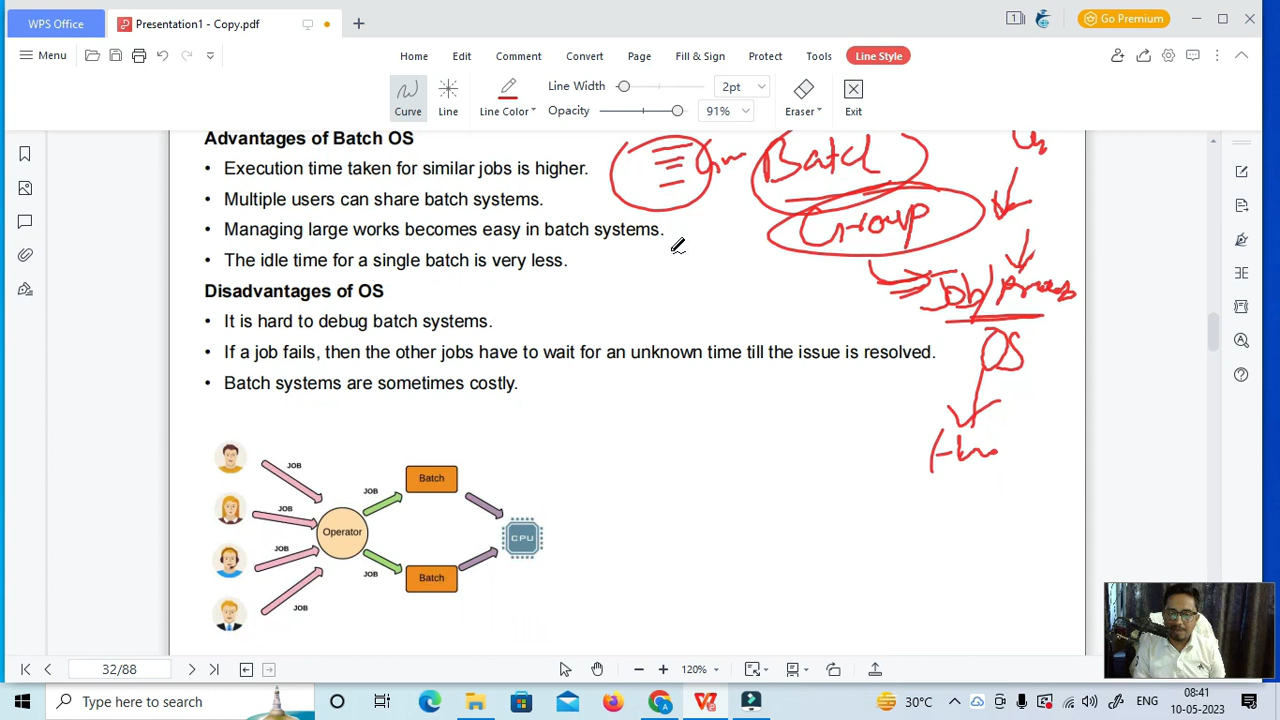 WPS Office
Presentation1 - Copy.pdf
1
Go Premium
Menu
Home Edit Comment Convert Page Fill & Sign Protect Tools Line Style
Curve
Line
Line Color
Line Width 2pt
Opacity 91%
Eraser
Exit
Advantages of Batch OS
• Execution time taken for similar jobs is higher.
• Multiple users can share batch systems.
• Managing large works becomes easy in batch systems.
• The idle time for a single batch is very less.
Disadvantages of OS
• It is hard to debug batch systems.
• If a job fails, then the other jobs have to wait for an unknown time till the issue is resolved.
• Batch systems are sometimes costly.
Batch
Group
Job/
OS
JOB
JOB
JOB
JOB
Operator
JOB
JOB
Batch
Batch
CPU
32/88
120%
Type here to search
30°C
ENG
08:41
10-05-2023